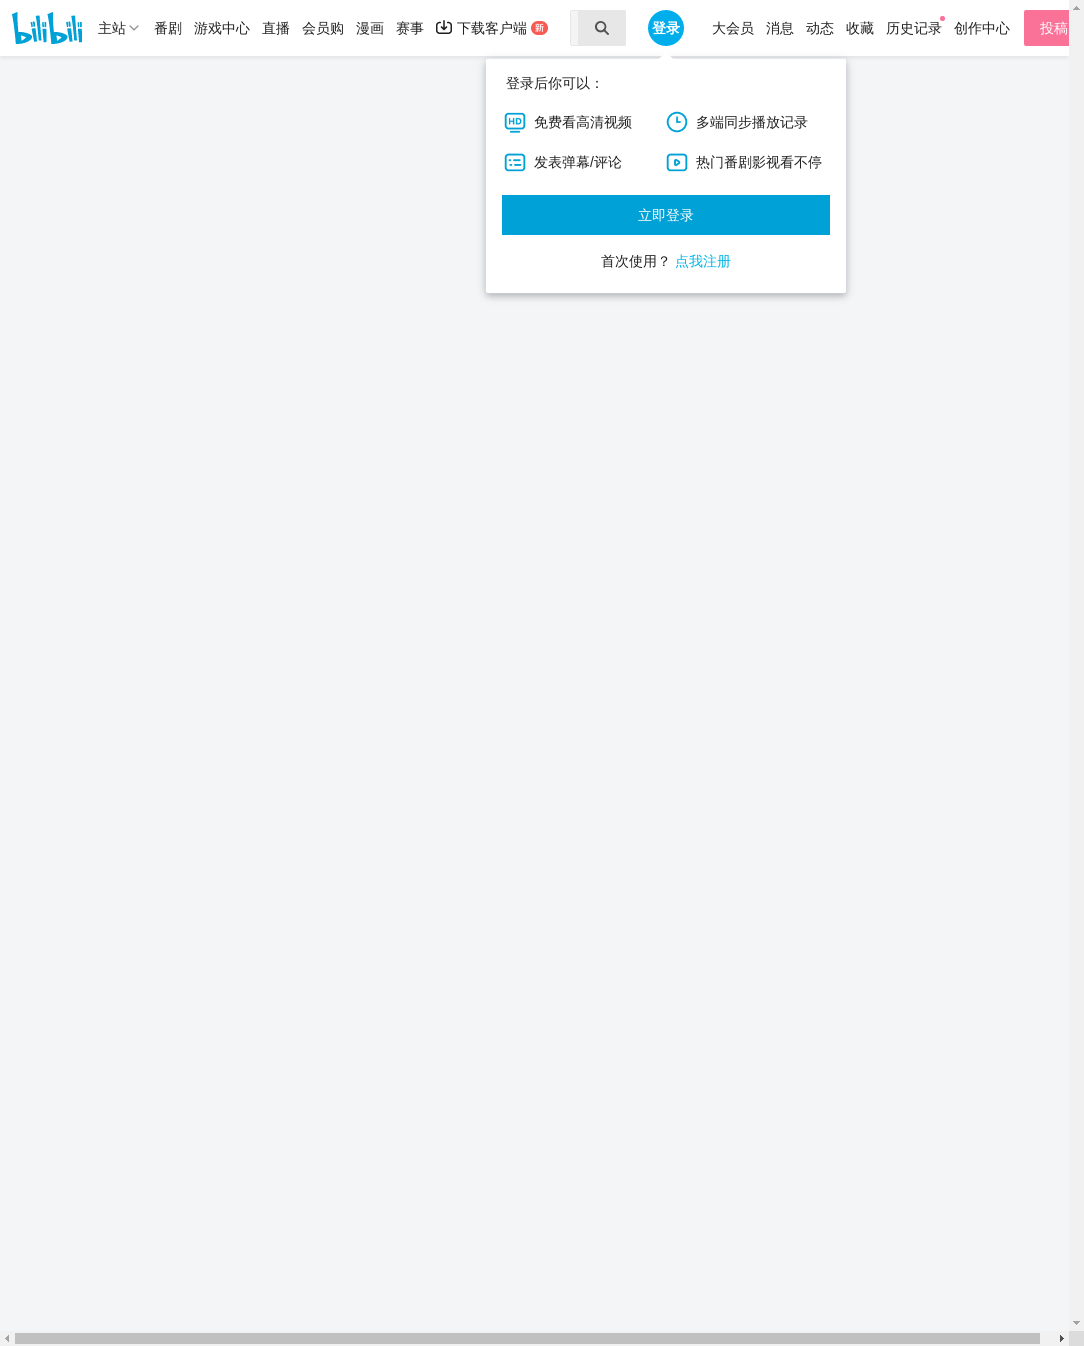 bilibili 主站 番剧 游戏中心 直播 会员购 漫画 赛事 下载客户端 新 登录 大会员 消息 动态 收藏 历史记录 创作中心 投稿
登录后你可以：
HD 免费看高清视频 多端同步播放记录
发表弹幕/评论 热门番剧影视看不停
立即登录
首次使用？ 点我注册